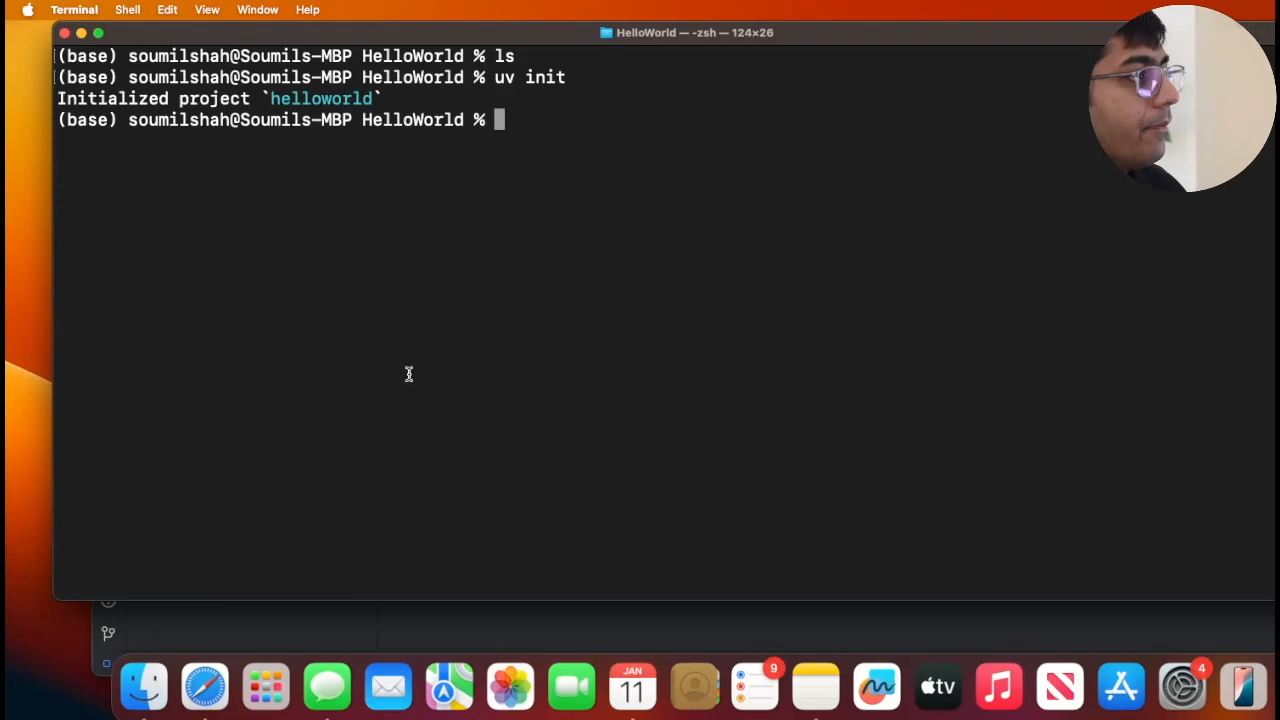 Terminal Shell Edit View Window Help
HelloWorld — -zsh — 124×26
[(base) soumilshah@Soumils-MBP HelloWorld % ls
[(base) soumilshah@Soumils-MBP HelloWorld % uv init
Initialized project `helloworld`
(base) soumilshah@Soumils-MBP HelloWorld %
JAN
11
9
tv
4